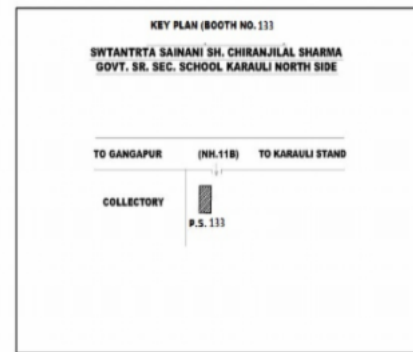 KEY PLAN (BOOTH NO. 133
SWTANTRTA SAINANI SH. CHIRANJILAL SHARMA
GOVT. SR. SEC. SCHOOL KARAULI NORTH SIDE
TO GANGAPUR (NH.11B) TO KARAULI STAND
COLLECTORY
P.S. 133